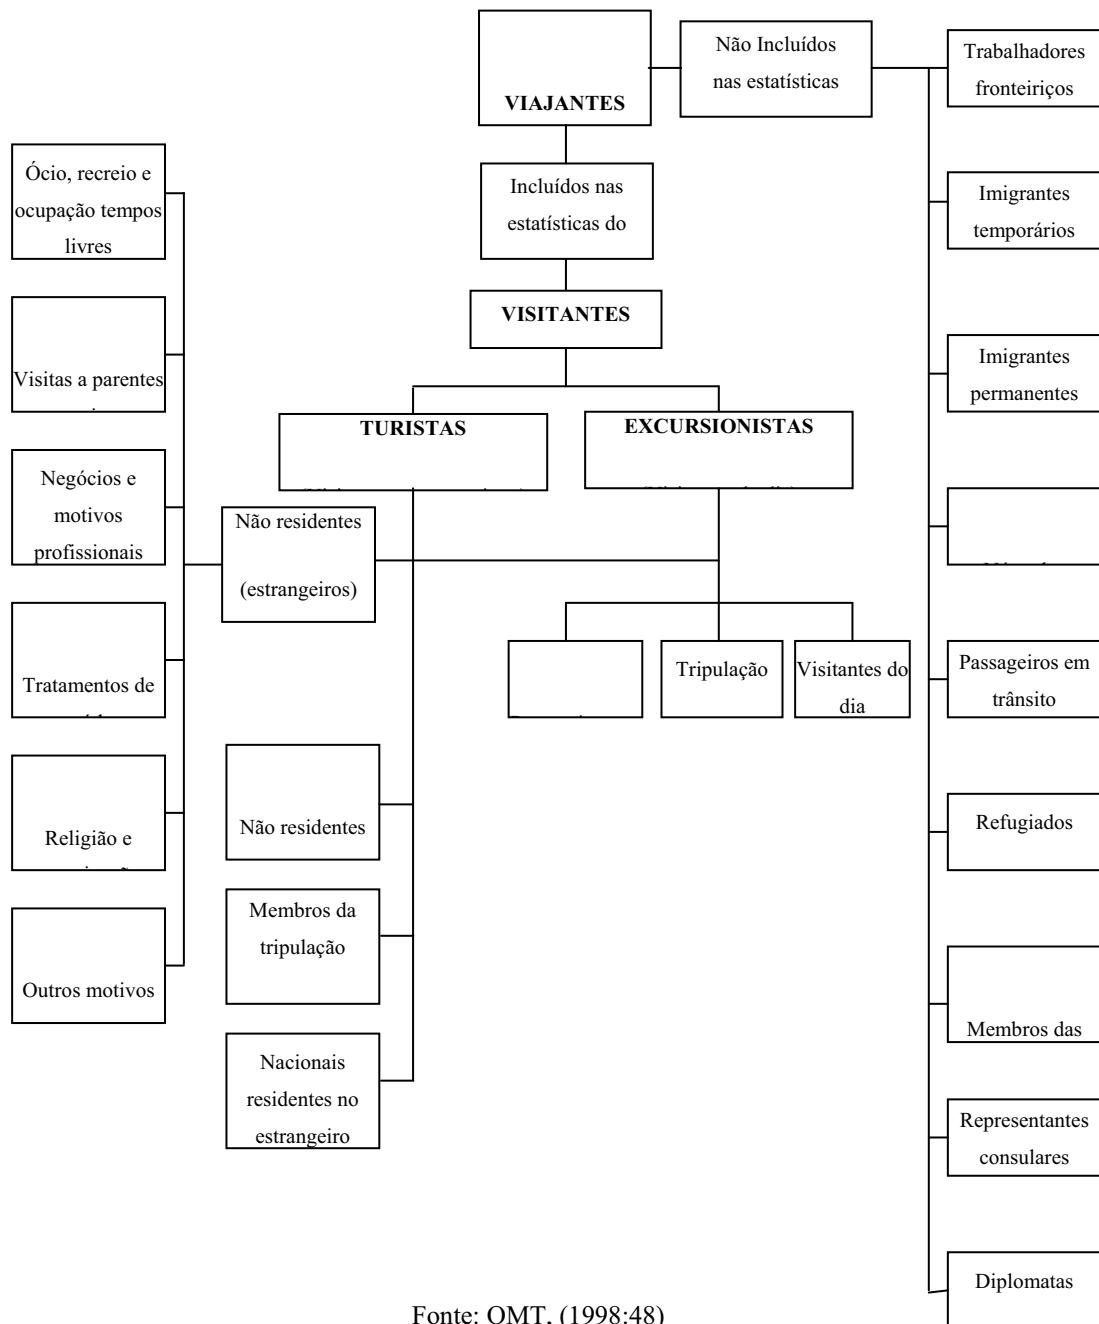 VIAJANTES
Não Incluídos
nas estatísticas
Trabalhadores
fronteiriços
Ócio, recreio e
ocupação tempos
livres
Incluídos nas
estatísticas do
Imigrantes
temporários
VISITANTES
Visitas a parentes
Imigrantes
permanentes
TURISTAS
EXCURSIONISTAS
Negócios e
motivos
profissionais
Não residentes
(estrangeiros)
Tratamentos de
Tripulação
Visitantes do
dia
Passageiros em
trânsito
Religião e
Não residentes
Refugiados
Membros da
tripulação
Outros motivos
Membros das
Nacionais
residentes no
estrangeiro
Representantes
consulares
Diplomatas
Fonte: OMT, (1998:48)